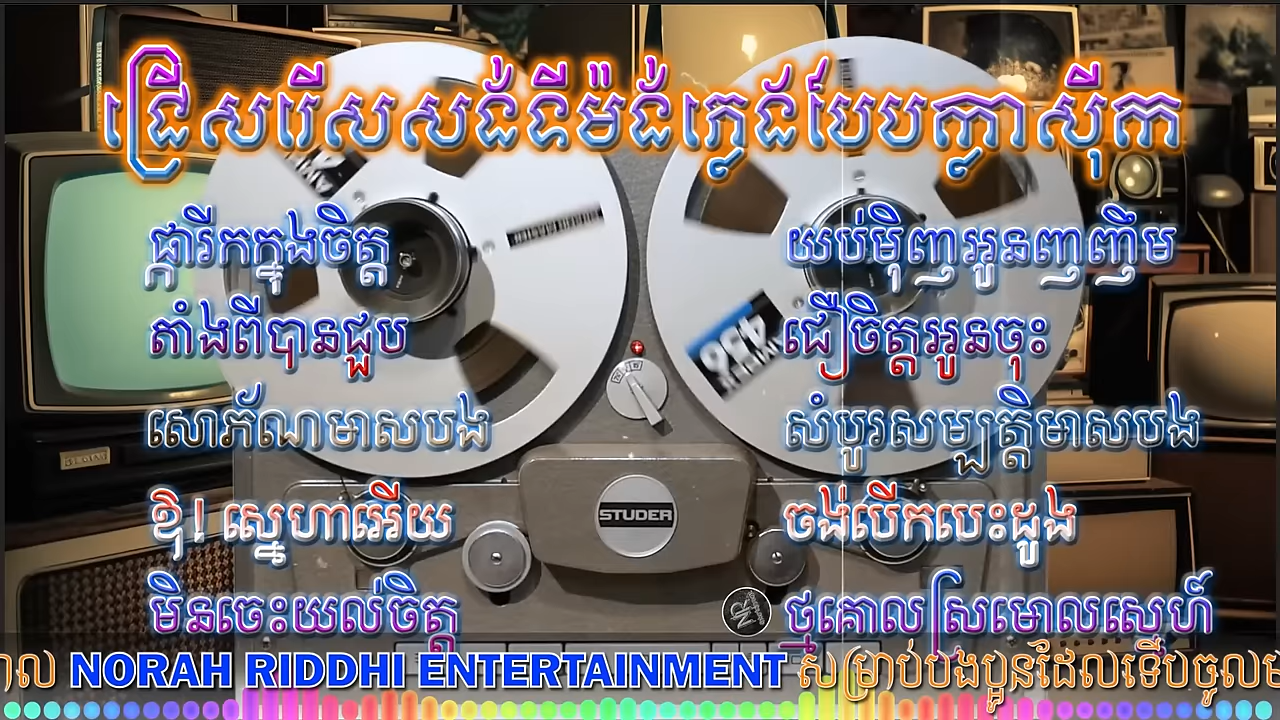 ជ្រើសរើសសង់ទីម៉ង់ភ្លេងបែបក្លាស៊ីក
ផ្ការីកក្នុងចិត្ត
យប់ម៉ិញអូនញញឹម
តាំងពីបានជួប
ជឿចិត្តអូនចុះ
សោភ័ណមាសបង
សំបូរសម្បត្តិមាសបង
ឱ! ស្នេហាអើយ
ចង់បើកបេះដូង
មិនចេះយល់ចិត្ត
ថ្មគោលស្រមោលស្នេហ៍
STUDER
NORAH RIDDHI ENTERTAINMENT សម្រាប់បងប្អូនដែលទើបចូលម